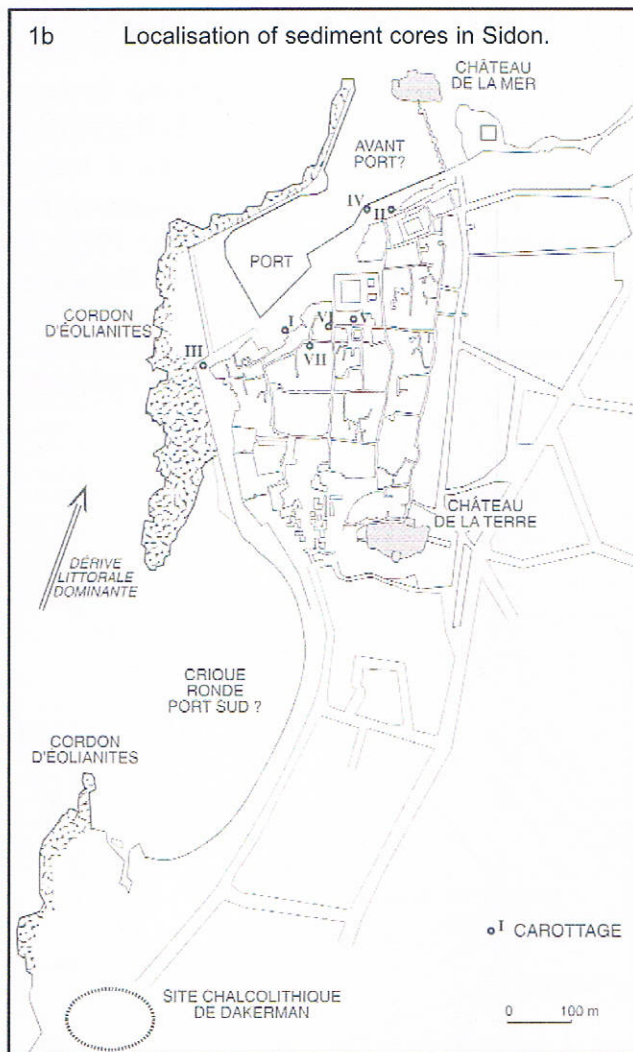 1b Localisation of sediment cores in Sidon.
CHÂTEAU
DE LA MER
AVANT
PORT?
IV
II
PORT
CORDON
D'ÉOLIANITES
I
VI
V
III
VII
CHÂTEAU
DE LA TERRE
DÉRIVE
LITTORALE
DOMINANTE
CRIQUE
RONDE
PORT SUD ?
CORDON
D'ÉOLIANITES
I CAROTTAGE
SITE CHALCOLITHIQUE
DE DAKERMAN
0 100 m